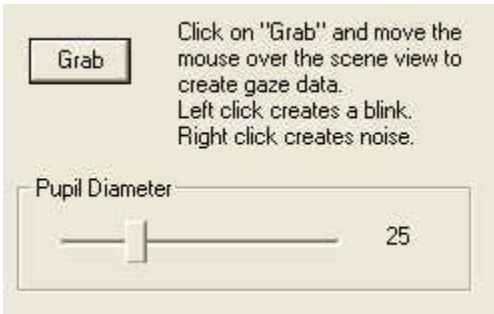 Grab
Click on "Grab" and move the
mouse over the scene view to
create gaze data.
Left click creates a blink.
Right click creates noise.
Pupil Diameter
25